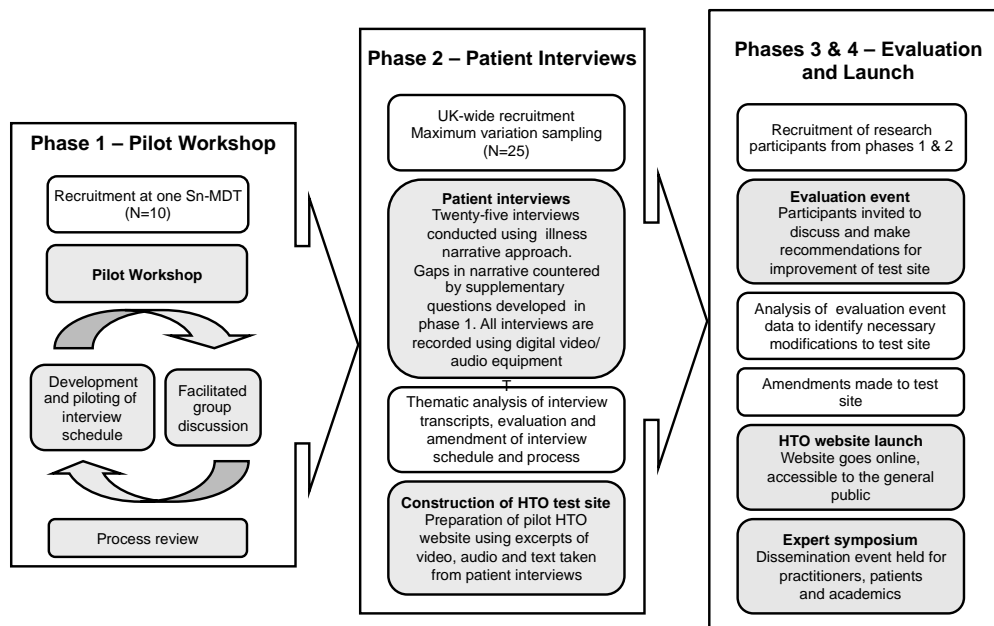 Phase 1 – Pilot Workshop
Recruitment at one Sn-MDT
(N=10)
Pilot Workshop
Development
and piloting of
interview
schedule
Facilitated
group
discussion
Process review
Phase 2 – Patient Interviews
UK-wide recruitment
Maximum variation sampling
(N=25)
Patient interviews
Twenty-five interviews
conducted using illness
narrative approach.
Gaps in narrative countered
by supplementary
questions developed in
phase 1. All interviews are
recorded using digital video/
audio equipment
Thematic analysis of interview
transcripts, evaluation and
amendment of interview
schedule and process
Construction of HTO test site
Preparation of pilot HTO
website using excerpts of
video, audio and text taken
from patient interviews
Phases 3 & 4 – Evaluation
and Launch
Recruitment of research
participants from phases 1 & 2
Evaluation event
Participants invited to
discuss and make
recommendations for
improvement of test site
Analysis of evaluation event
data to identify necessary
modifications to test site
Amendments made to test
site
HTO website launch
Website goes online,
accessible to the general
public
Expert symposium
Dissemination event held for
practitioners, patients
and academics